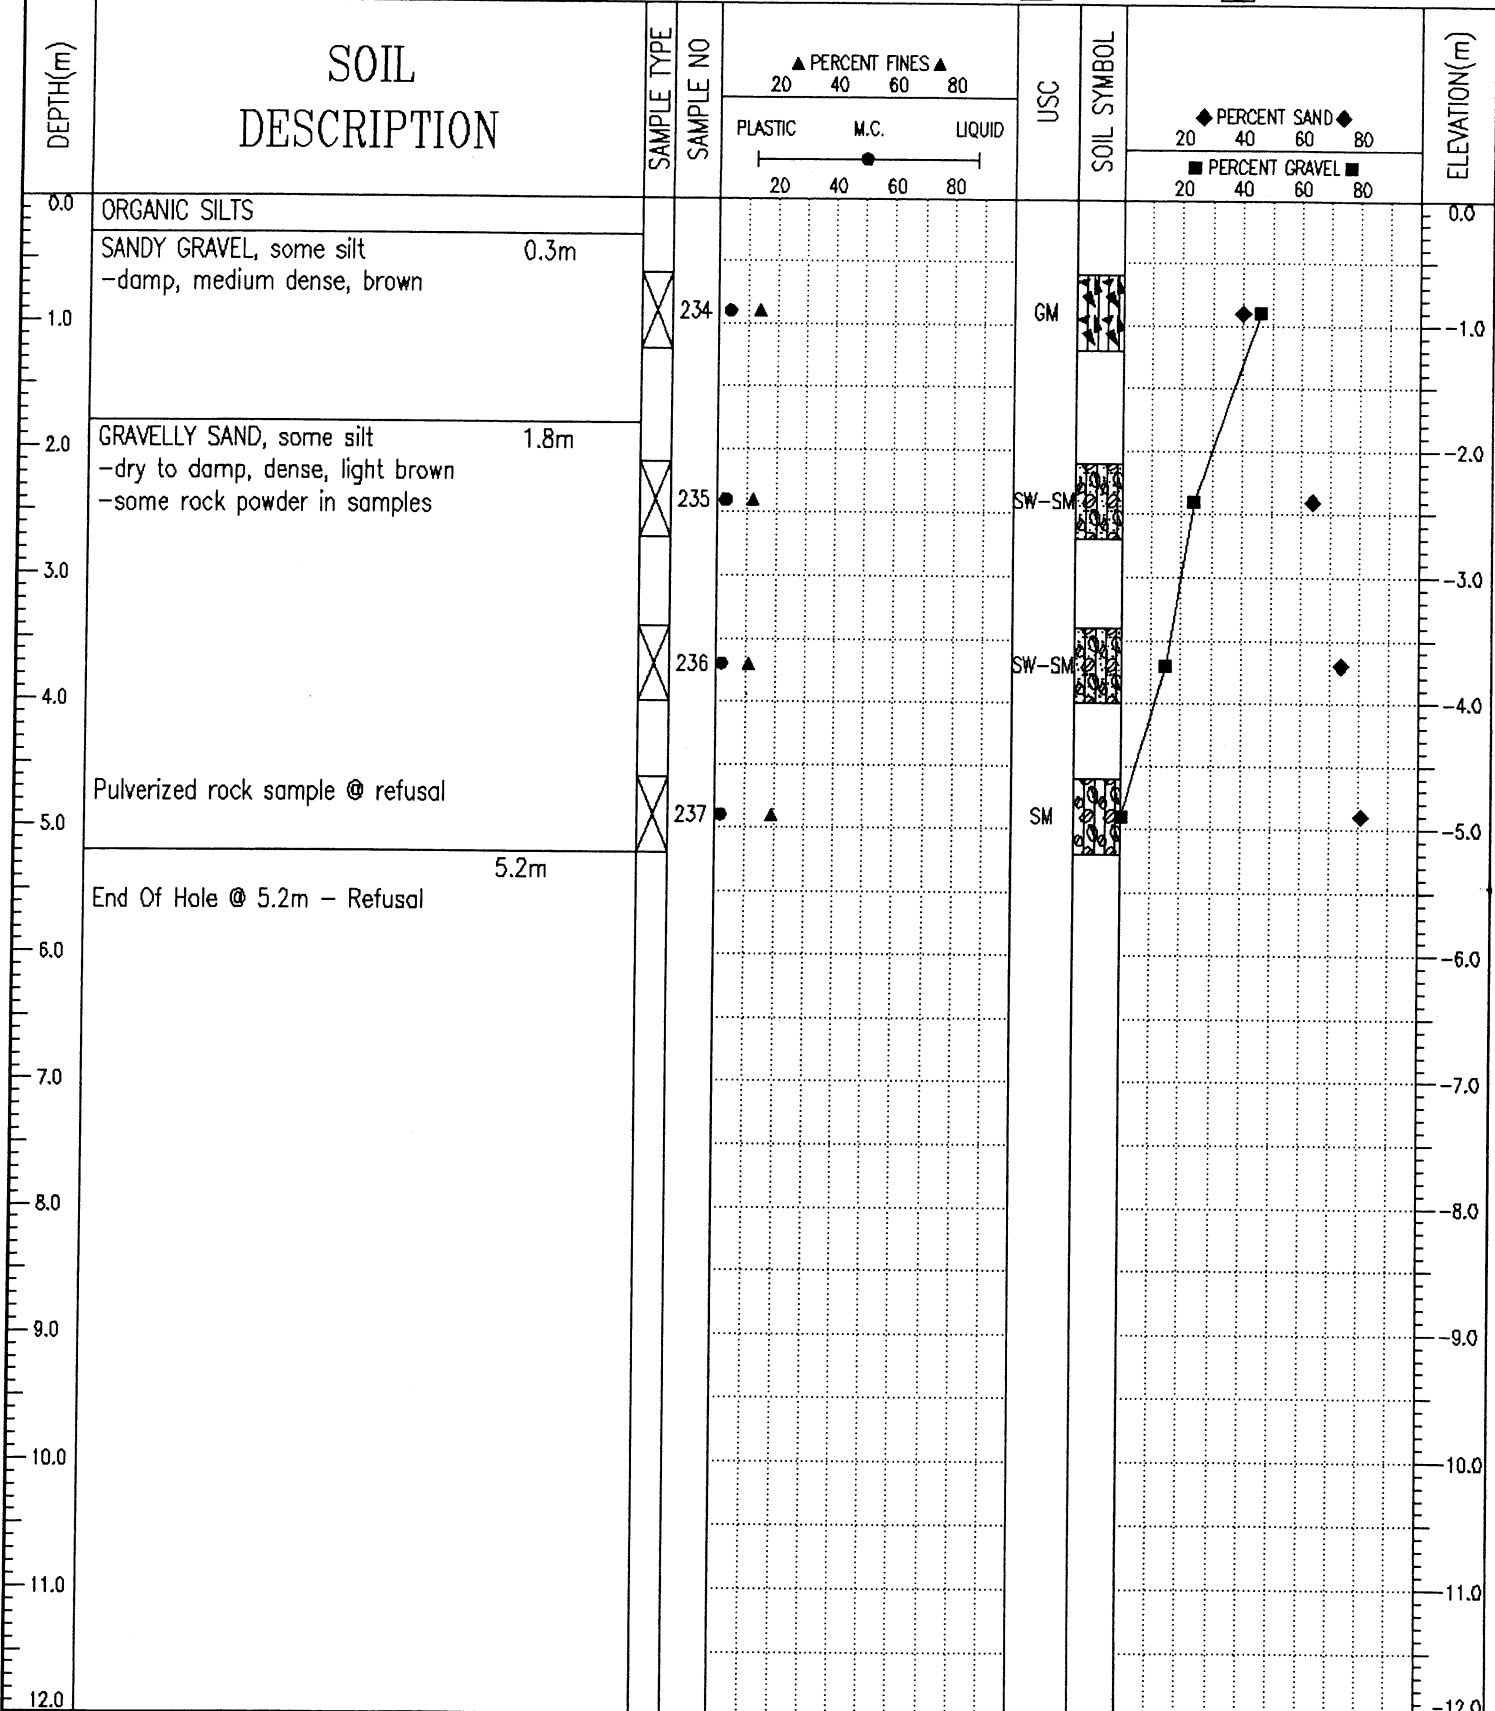 DEPTH(m)
SOIL
DESCRIPTION
SAMPLE TYPE
SAMPLE NO
▲ PERCENT FINES ▲
20 40 60 80
PLASTIC M.C. LIQUID
20 40 60 80
USC
SOIL SYMBOL
◆ PERCENT SAND ◆
20 40 60 80
■ PERCENT GRAVEL ■
20 40 60 80
ELEVATION(m)
0.0
ORGANIC SILTS
0.0
SANDY GRAVEL, some silt 0.3m
-damp, medium dense, brown
234 GM
1.0 -1.0
GRAVELLY SAND, some silt 1.8m
2.0 -2.0
-dry to damp, dense, light brown
-some rock powder in samples
235 SW-SM
3.0 -3.0
236 SW-SM
4.0 -4.0
Pulverized rock sample @ refusal
237 SM
5.0 -5.0
5.2m
End Of Hole @ 5.2m - Refusal
6.0 -6.0
7.0 -7.0
8.0 -8.0
9.0 -9.0
10.0 -10.0
11.0 -11.0
12.0 -12.0